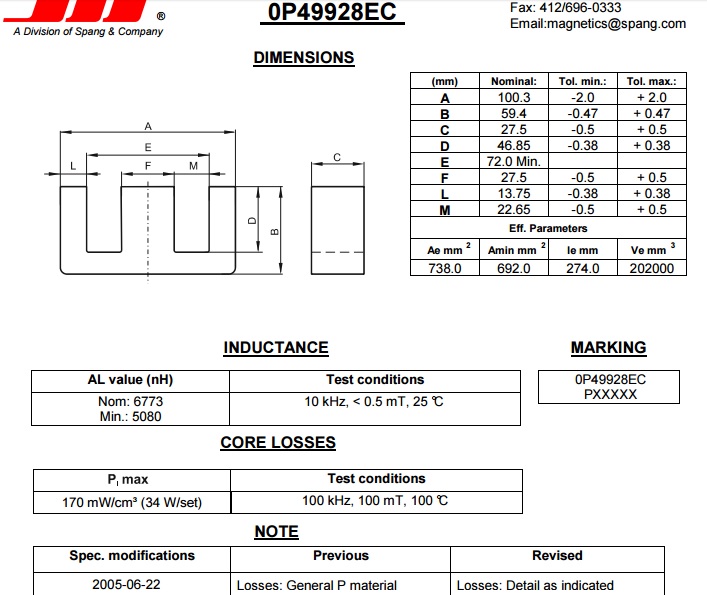 ®
A Division of Spang & Company
0P49928EC
Fax: 412/696-0333
Email:magnetics@spang.com
DIMENSIONS
A
E
L F M
C
D
B
(mm) Nominal: Tol. min.: Tol. max.:
A 100.3 -2.0 + 2.0
B 59.4 -0.47 + 0.47
C 27.5 -0.5 + 0.5
D 46.85 -0.38 + 0.38
E 72.0 Min.
F 27.5 -0.5 + 0.5
L 13.75 -0.38 + 0.38
M 22.65 -0.5 + 0.5
Eff. Parameters
Ae mm 2 Amin mm 2 le mm Ve mm 3
738.0 692.0 274.0 202000
INDUCTANCE
AL value (nH) Test conditions
Nom: 6773 10 kHz, < 0.5 mT, 25 °C
Min.: 5080
MARKING
0P49928EC
PXXXXX
CORE LOSSES
Pl max Test conditions
170 mW/cm³ (34 W/set) 100 kHz, 100 mT, 100 °C
NOTE
Spec. modifications Previous Revised
2005-06-22 Losses: General P material Losses: Detail as indicated